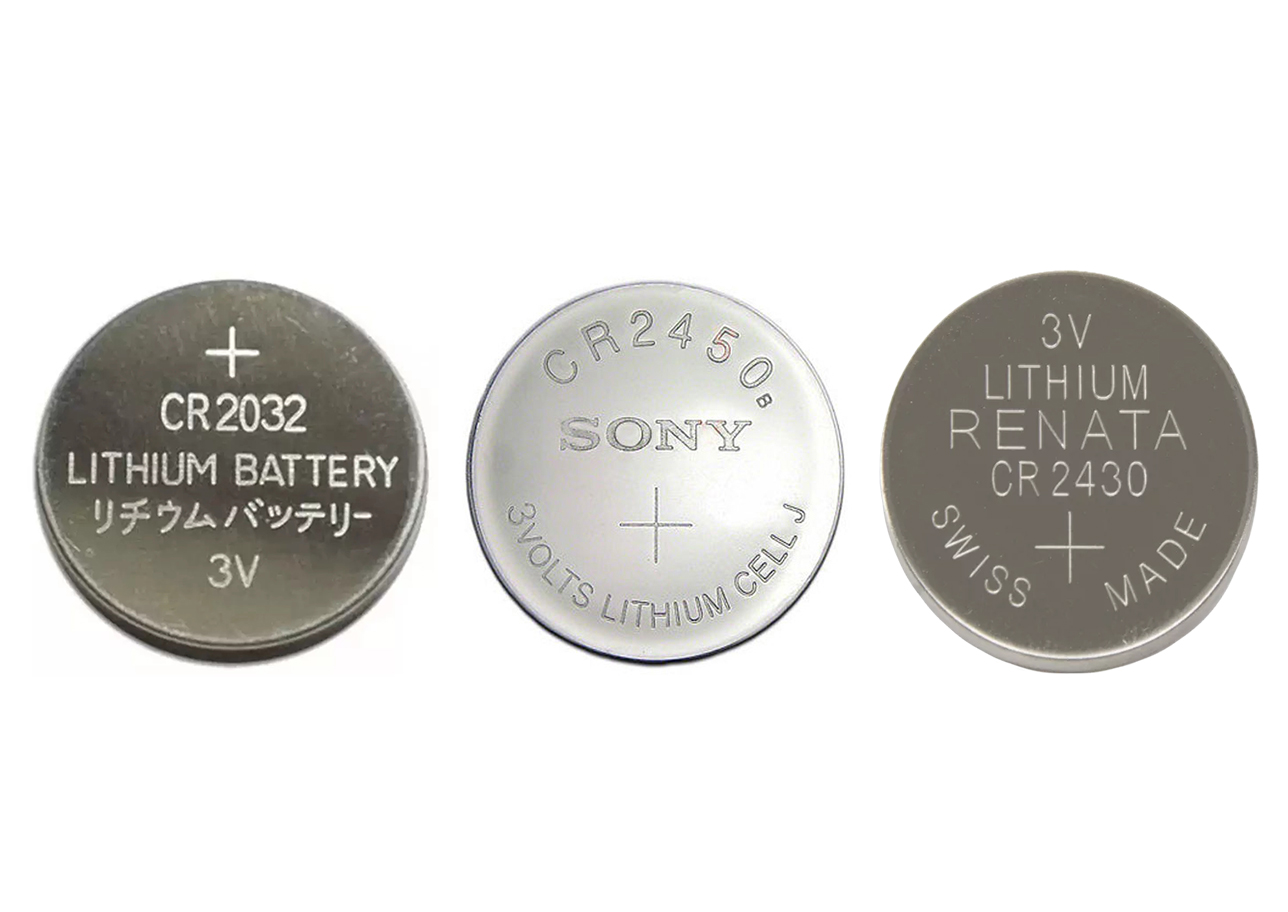 +
CR2032
LITHIUM BATTERY
リチウムバッテリー
3V
CR2450B
SONY
+
3VOLTS LITHIUM CELL J
3V
LITHIUM
RENATA
CR 2430
+
SWISS MADE